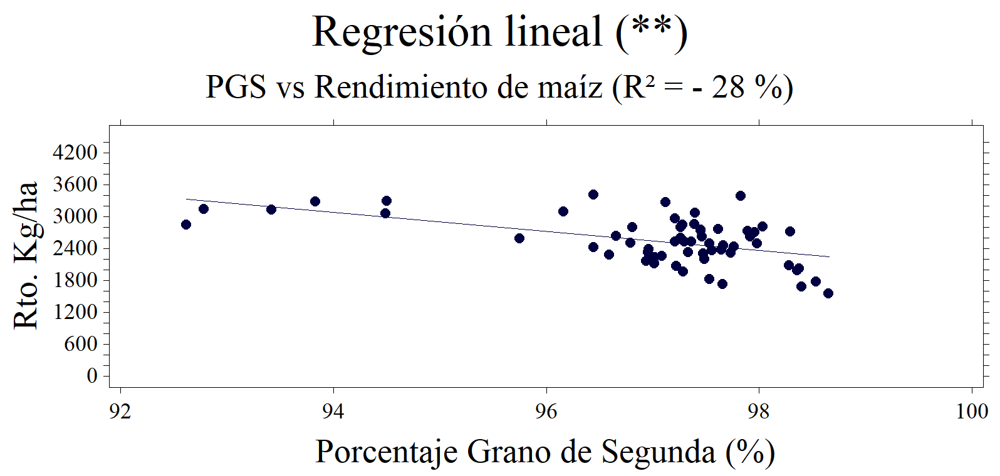 Regresión lineal (**)
PGS vs Rendimiento de maíz (R² = - 28 %)
4200
3600
3000
2400
1800
1200
600
0
Rto. Kg/ha
92 94 96 98 100
Porcentaje Grano de Segunda (%)